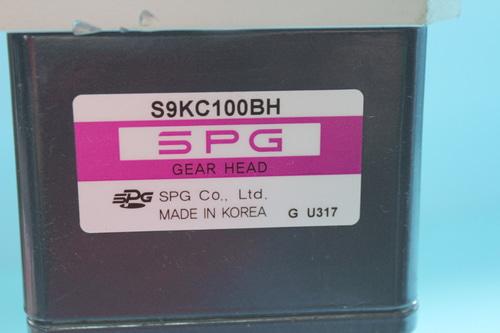 S9KC100BH
SPG
GEAR HEAD
SPG SPG Co., Ltd.
MADE IN KOREA G U317